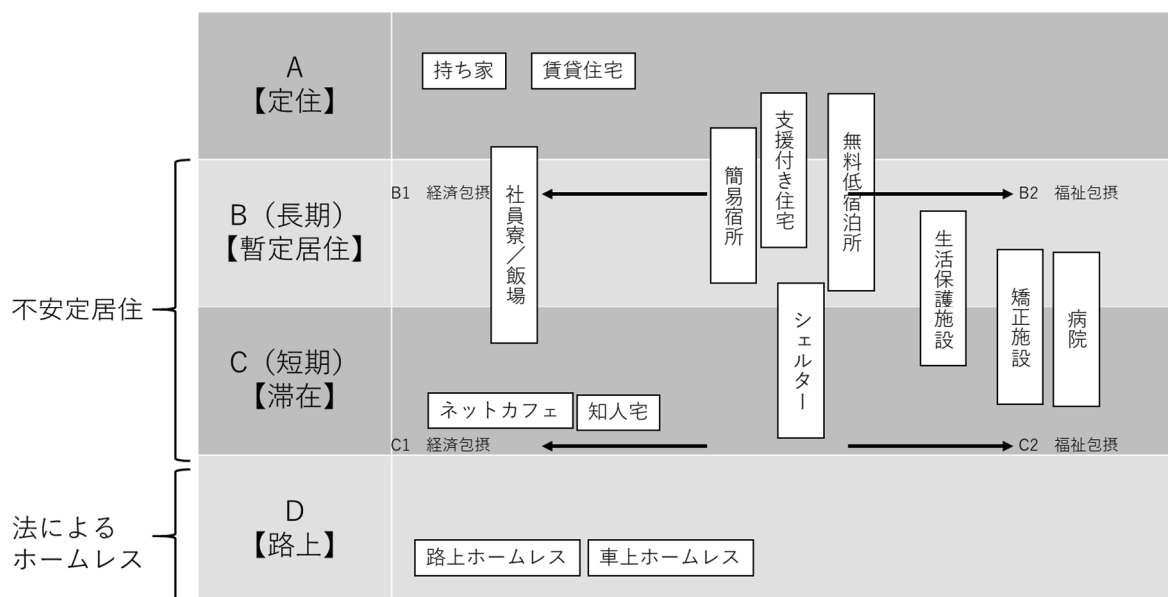 A
【定住】
持ち家
賃貸住宅
不安定居住
B（長期）
【暫定居住】
B1　経済包摂
社員寮／飯場
簡易宿所
支援付き住宅
無料低宿泊所
B2　福祉包摂
生活保護施設
矯正施設
病院
C（短期）
【滞在】
シェルター
ネットカフェ
知人宅
C1　経済包摂
C2　福祉包摂
法による
ホームレス
D
【路上】
路上ホームレス
車上ホームレス